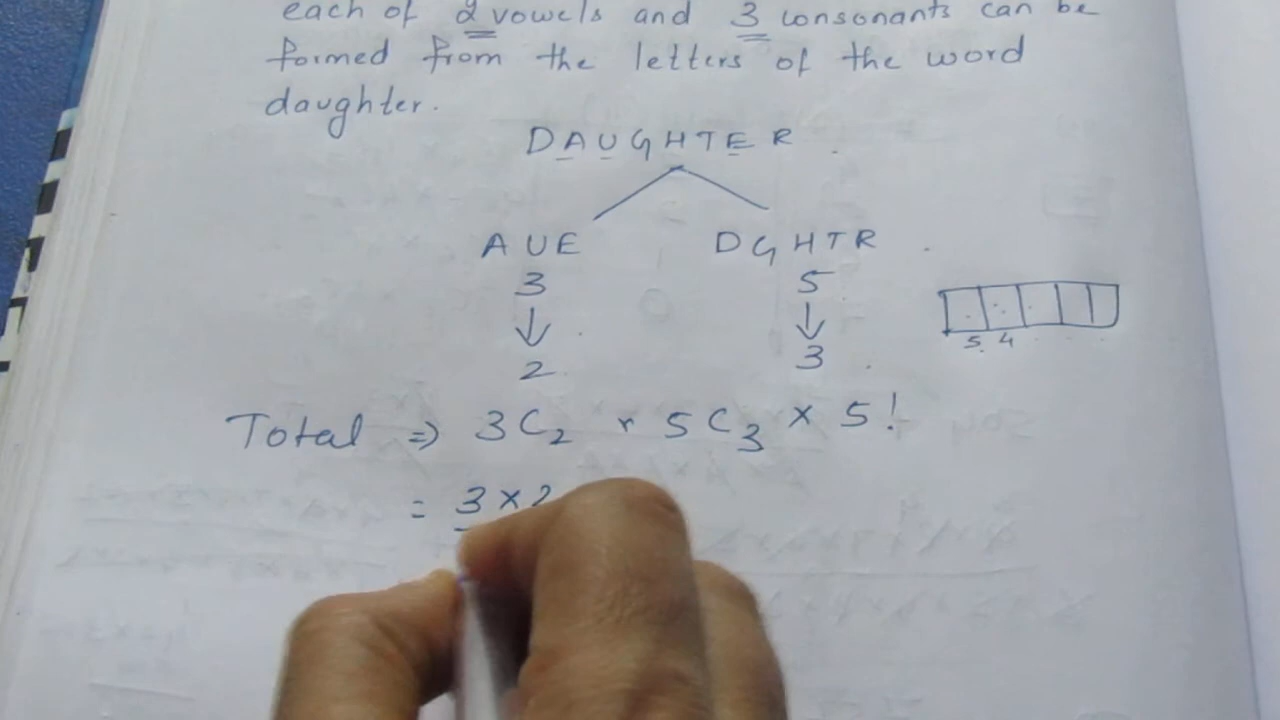 each of 2 vowels and 3 consonants can be
formed from the letters of the word
daughter.
DAUGHTER
AUE DGHTR
3 5
↓ ↓
2 3
5 4
Total ⇒ 3C₂ × 5C₃ × 5!
= 3×2